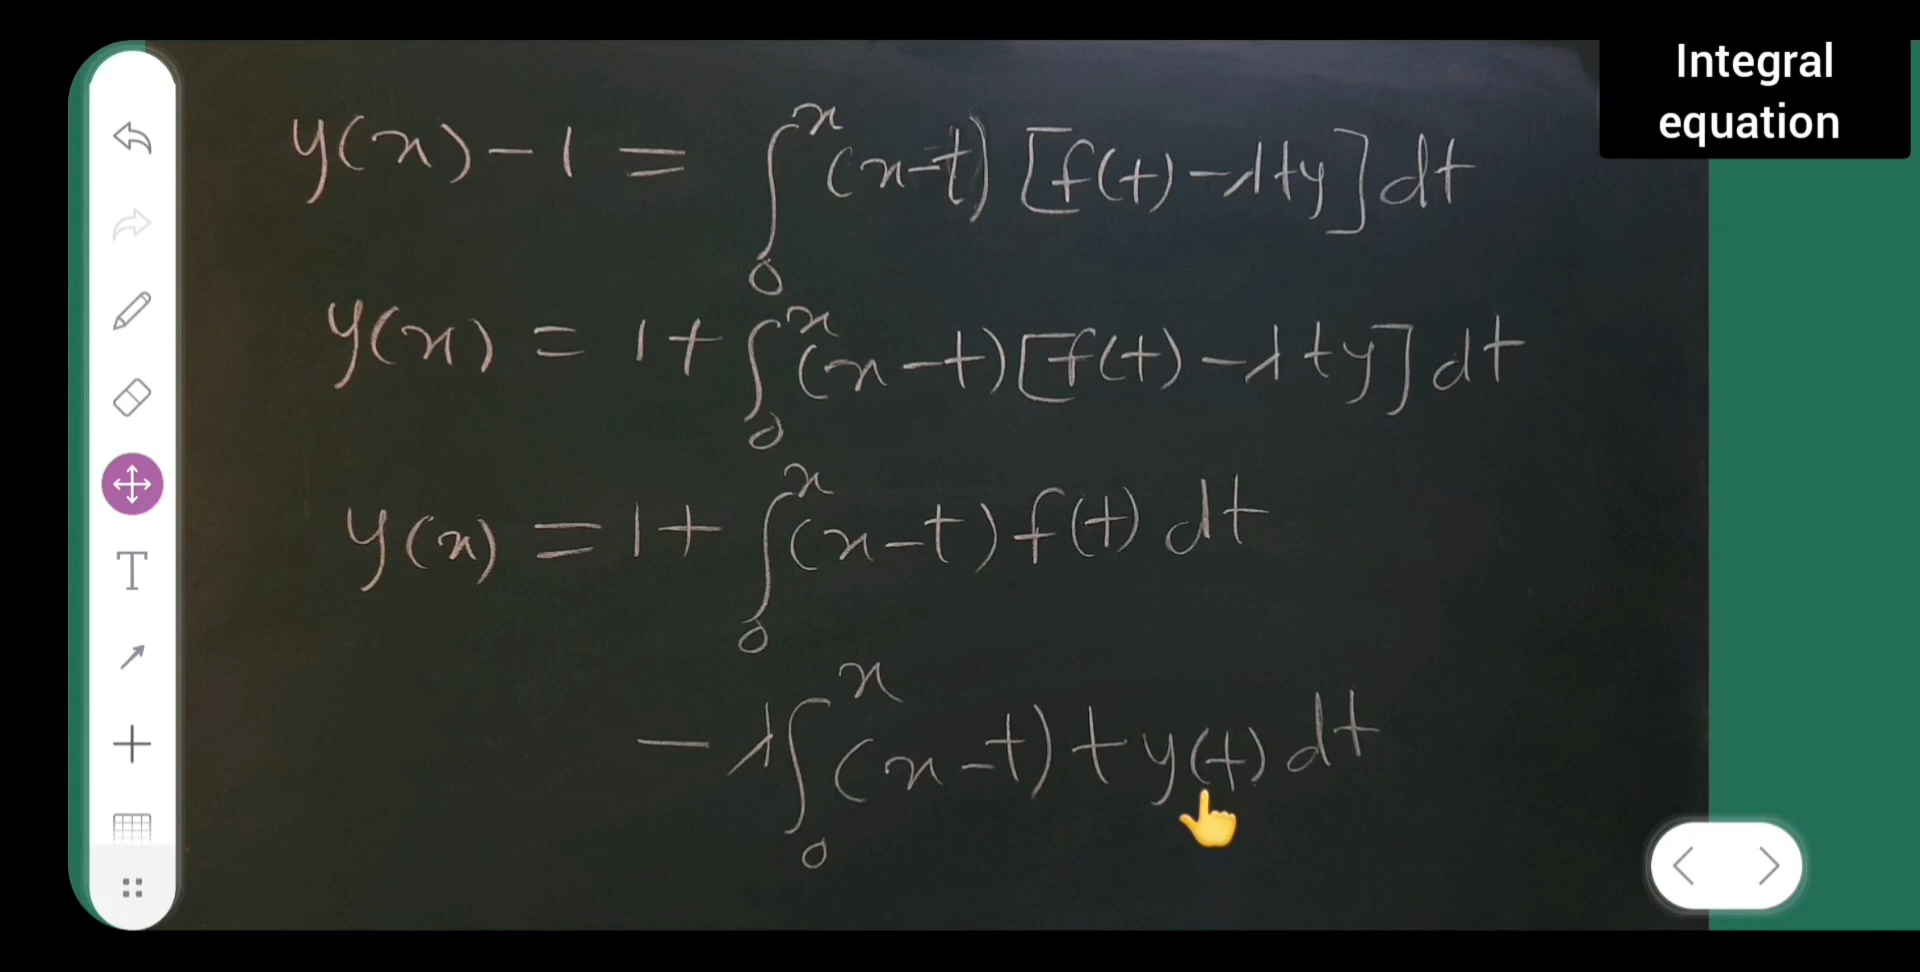 Integral
equation
y(x) - 1 = ∫₀ˣ (x-t) [f(t) - λty] dt
y(x) = 1 + ∫₀ˣ (x-t) [f(t) - λty] dt
y(x) = 1 + ∫₀ˣ (x-t) f(t) dt
- λ ∫₀ˣ (x-t) t y(t) dt
T